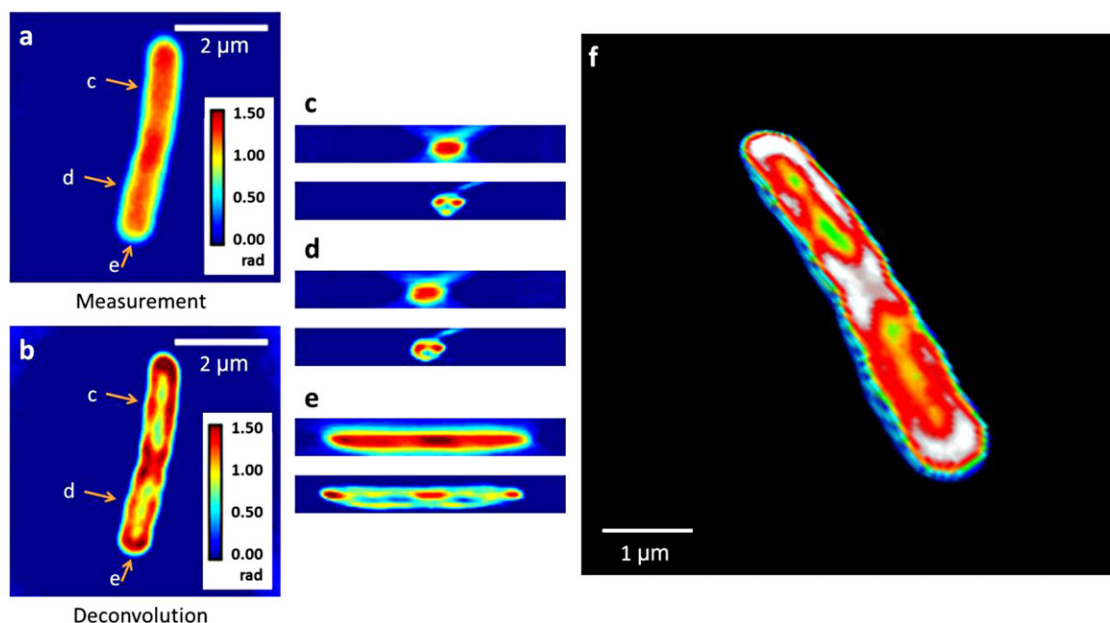 a
2 μm
c
d
e
1.50
1.00
0.50
0.00
rad
Measurement
b
2 μm
c
d
e
1.50
1.00
0.50
0.00
rad
Deconvolution
c
d
e
f
1 μm